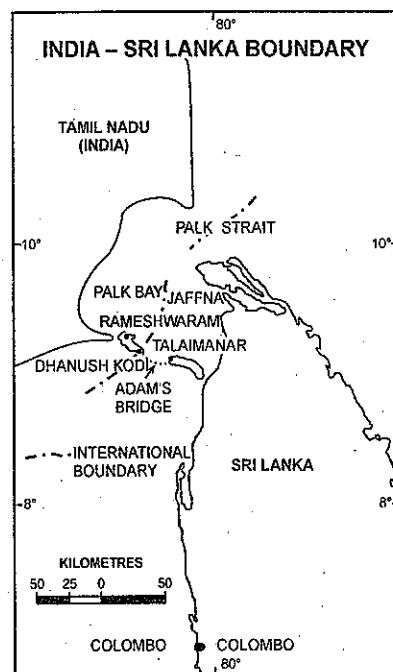 80°
INDIA – SRI LANKA BOUNDARY
TAMIL NADU
(INDIA)
PALK STRAIT
10°
10°
PALK BAY
JAFFNA
RAMESHWARAM
TALAIMANAR
DHANUSH KODI
ADAM'S
BRIDGE
INTERNATIONAL
BOUNDARY
SRI LANKA
8°
8°
KILOMETRES
50 25 0 50
COLOMBO
COLOMBO
80°